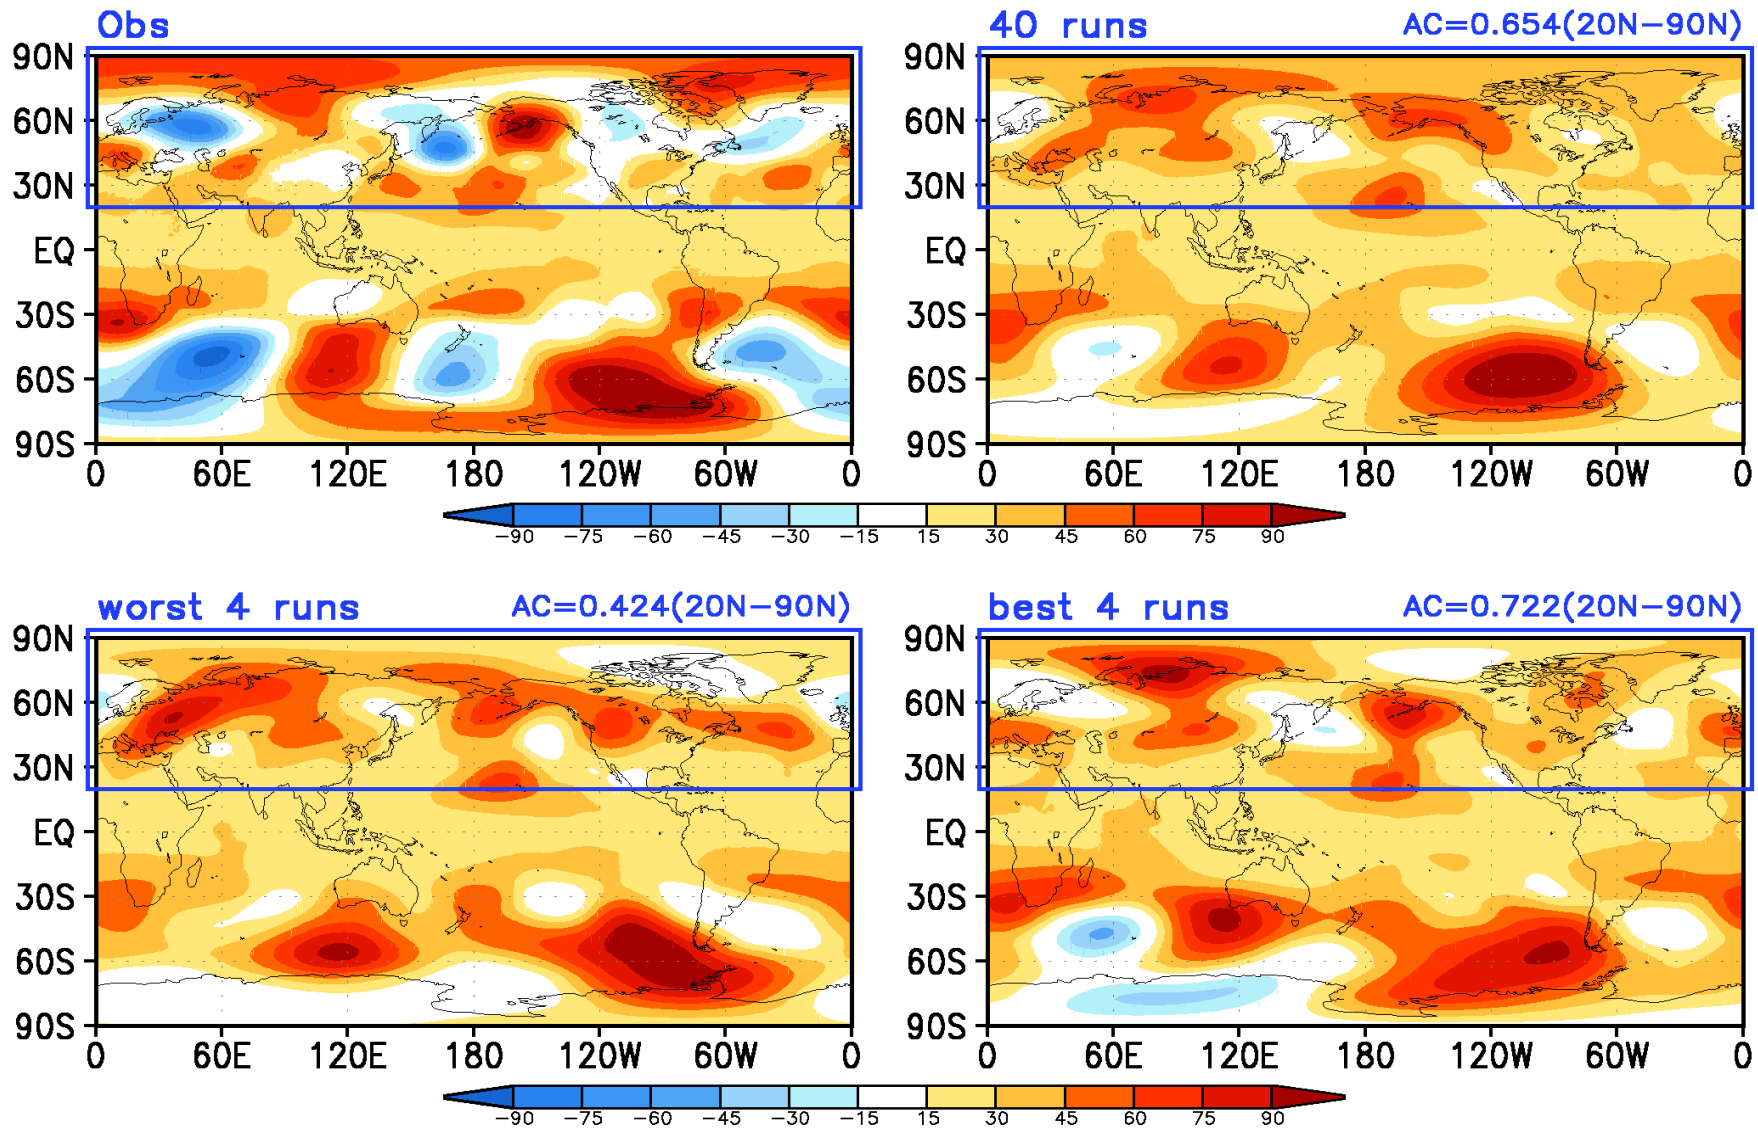 Obs
40 runs AC=0.654(20N−90N)
90N
60N
30N
EQ
30S
60S
90S
0 60E 120E 180 120W 60W 0
0 60E 120E 180 120W 60W 0
−90 −75 −60 −45 −30 −15 15 30 45 60 75 90
worst 4 runs AC=0.424(20N−90N)
best 4 runs AC=0.722(20N−90N)
90N
60N
30N
EQ
30S
60S
90S
90N
60N
30N
EQ
30S
60S
90S
90N
60N
30N
EQ
30S
60S
90S
0 60E 120E 180 120W 60W 0
0 60E 120E 180 120W 60W 0
−90 −75 −60 −45 −30 −15 15 30 45 60 75 90